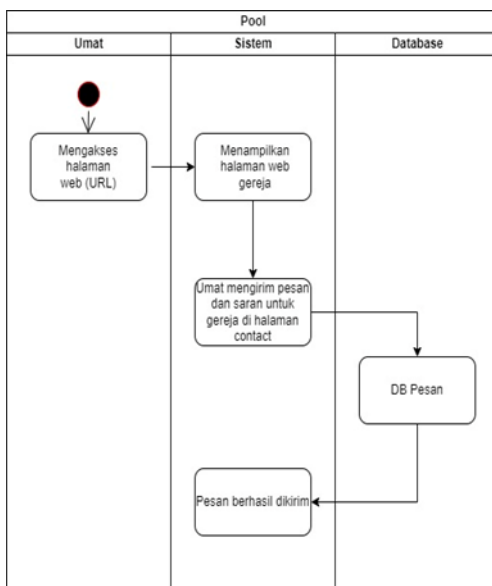 Pool
Umat
Sistem
Database
Mengakses
halaman
web (URL)
Menampilkan
halaman web
gereja
Umat mengirim pesan
dan saran untuk
gereja di halaman
contact
DB Pesan
Pesan berhasil dikirim